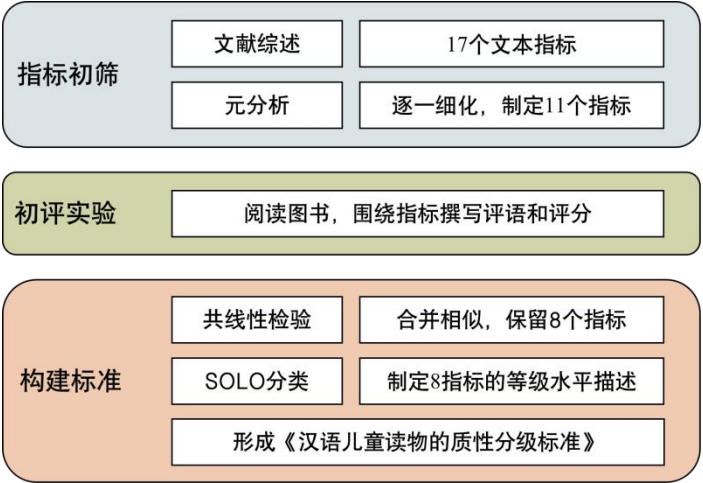 指标初筛
文献综述
17个文本指标
元分析
逐一细化，制定11个指标
初评实验
阅读图书，围绕指标撰写评语和评分
构建标准
共线性检验
合并相似，保留8个指标
SOLO分类
制定8指标的等级水平描述
形成《汉语儿童读物的质性分级标准》